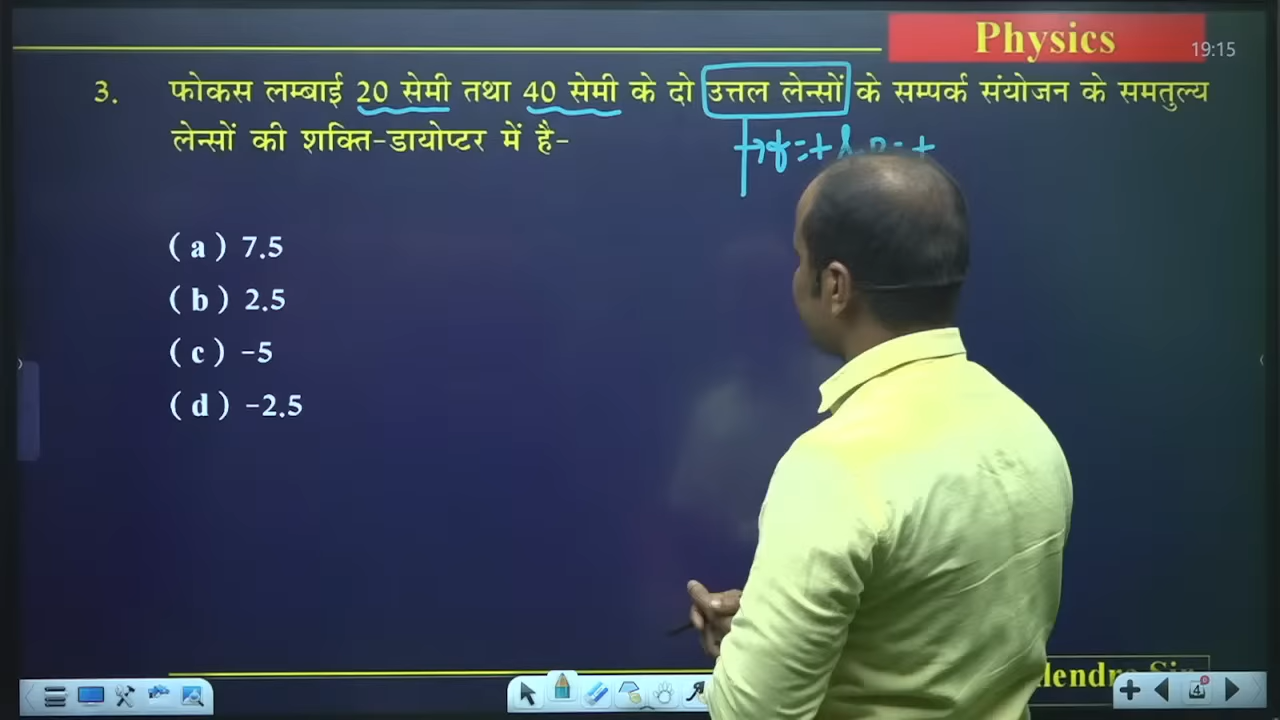 Physics
19:15
3. फोकस लम्बाई 20 सेमी तथा 40 सेमी के दो उत्तल लेन्सों के सम्पर्क संयोजन के समतुल्य
लेन्सों की शक्ति-डायोप्टर में है-
(a) 7.5
(b) 2.5
(c) -5
(d) -2.5
4